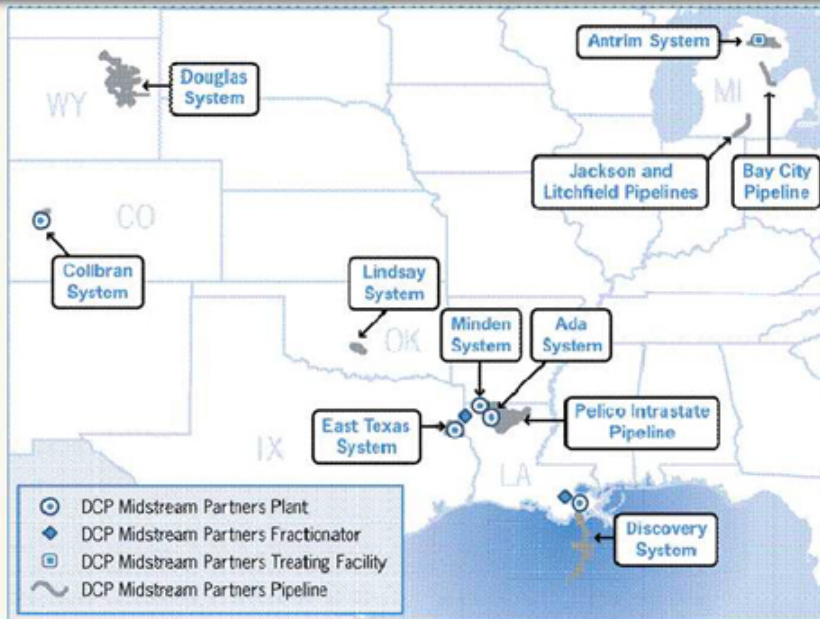 Antrim System
Douglas
System
WY
MI
Jackson and
Litchfield Pipelines
Bay City
Pipeline
CO
Collbran
System
Lindsay
System
OK
Minden
System
Ada
System
East Texas
System
Pelico Intrastate
Pipeline
TX
LA
Discovery
System
DCP Midstream Partners Plant
DCP Midstream Partners Fractionator
DCP Midstream Partners Treating Facility
DCP Midstream Partners Pipeline